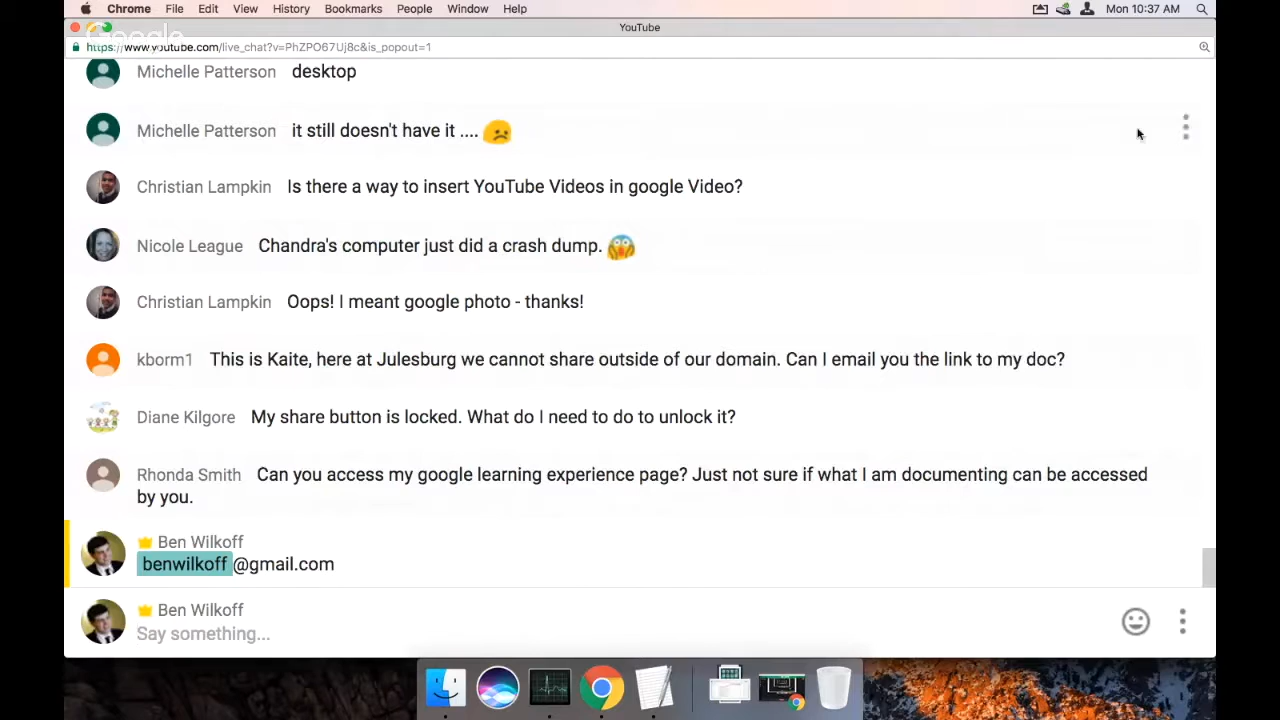 Chrome File Edit View History Bookmarks People Window Help Mon 10:37 AM
Google
YouTube
https://www.youtube.com/live_chat?v=PhZPO67Uj8c&is_popout=1
Michelle Patterson desktop
Michelle Patterson it still doesn't have it ....
Christian Lampkin Is there a way to insert YouTube Videos in google Video?
Nicole League Chandra's computer just did a crash dump.
Christian Lampkin Oops! I meant google photo - thanks!
kborm1 This is Kaite, here at Julesburg we cannot share outside of our domain. Can I email you the link to my doc?
Diane Kilgore My share button is locked. What do I need to do to unlock it?
Rhonda Smith Can you access my google learning experience page? Just not sure if what I am documenting can be accessed
by you.
Ben Wilkoff
benwilkoff@gmail.com
Ben Wilkoff
Say something...